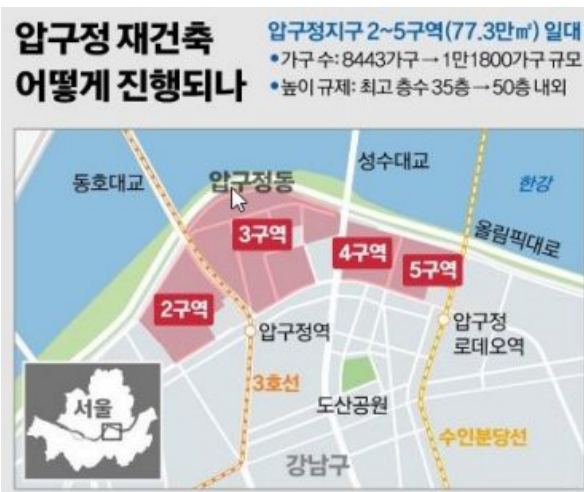 압구정 재건축
어떻게 진행되나
압구정지구 2~5구역(77.3만㎡) 일대
•가구 수: 8443가구→1만1800가구 규모
•높이 규제: 최고 층수 35층→50층 내외
동호대교
압구정동
성수대교
한강
올림픽대로
3구역
4구역
5구역
2구역
압구정역
압구정
로데오역
3호선
도산공원
서울
수인분당선
강남구